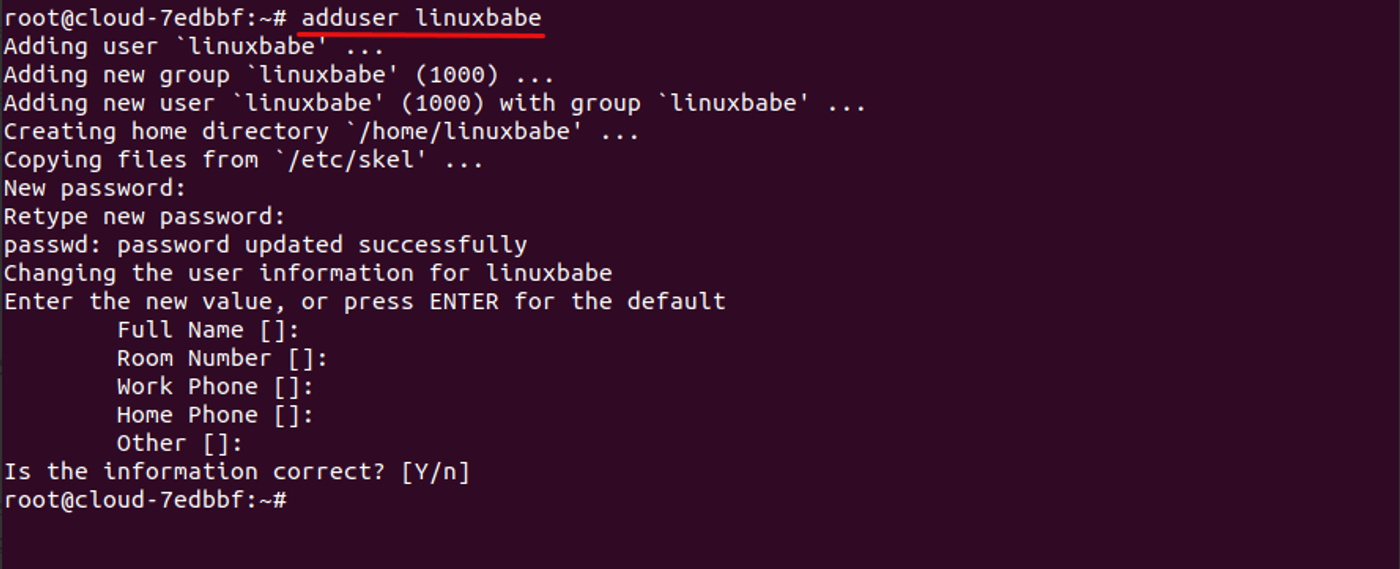 root@cloud-7edbbf:~# adduser linuxbabe
Adding user `linuxbabe' ...
Adding new group `linuxbabe' (1000) ...
Adding new user `linuxbabe' (1000) with group `linuxbabe' ...
Creating home directory `/home/linuxbabe' ...
Copying files from `/etc/skel' ...
New password:
Retype new password:
passwd: password updated successfully
Changing the user information for linuxbabe
Enter the new value, or press ENTER for the default
        Full Name []:
        Room Number []:
        Work Phone []:
        Home Phone []:
        Other []:
Is the information correct? [Y/n]
root@cloud-7edbbf:~#